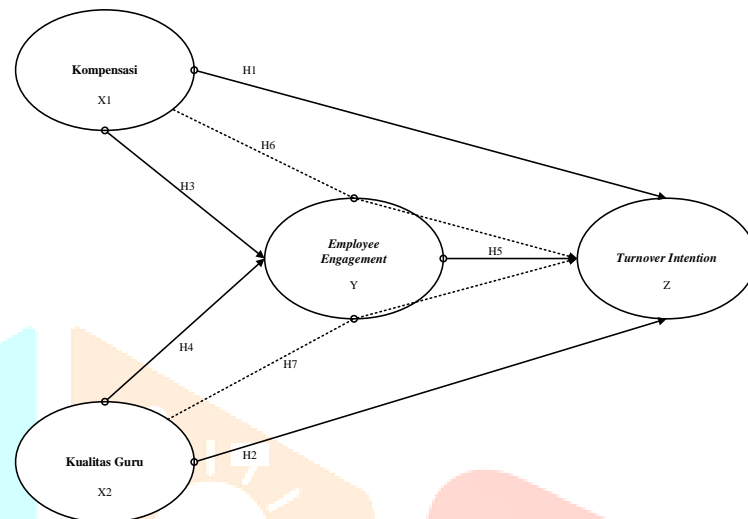 Kompensasi
X1
H1
H6
H3
Employee
Engagement
Y
H5
Turnover Intention
Z
H4
H7
Kualitas Guru
X2
H2